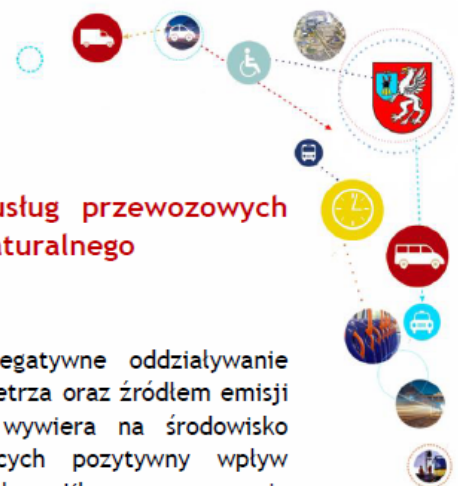 usług przewozowych
aturalnego
egatywne oddziaływanie
etrza oraz źródłem emisji
wywiera na środowisko
cych pozytywny wpływ